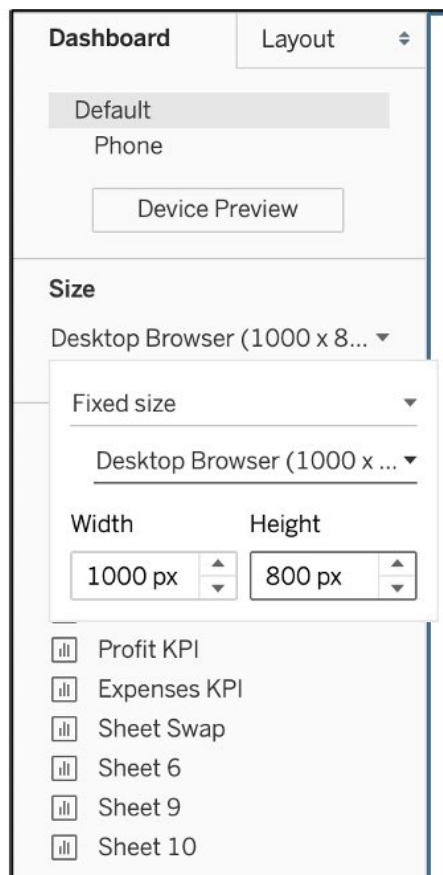 Dashboard Layout
Default
Phone
Device Preview
Size
Desktop Browser (1000 x 8...
Fixed size
Desktop Browser (1000 x ...
Width Height
1000 px 800 px
Profit KPI
Expenses KPI
Sheet Swap
Sheet 6
Sheet 9
Sheet 10